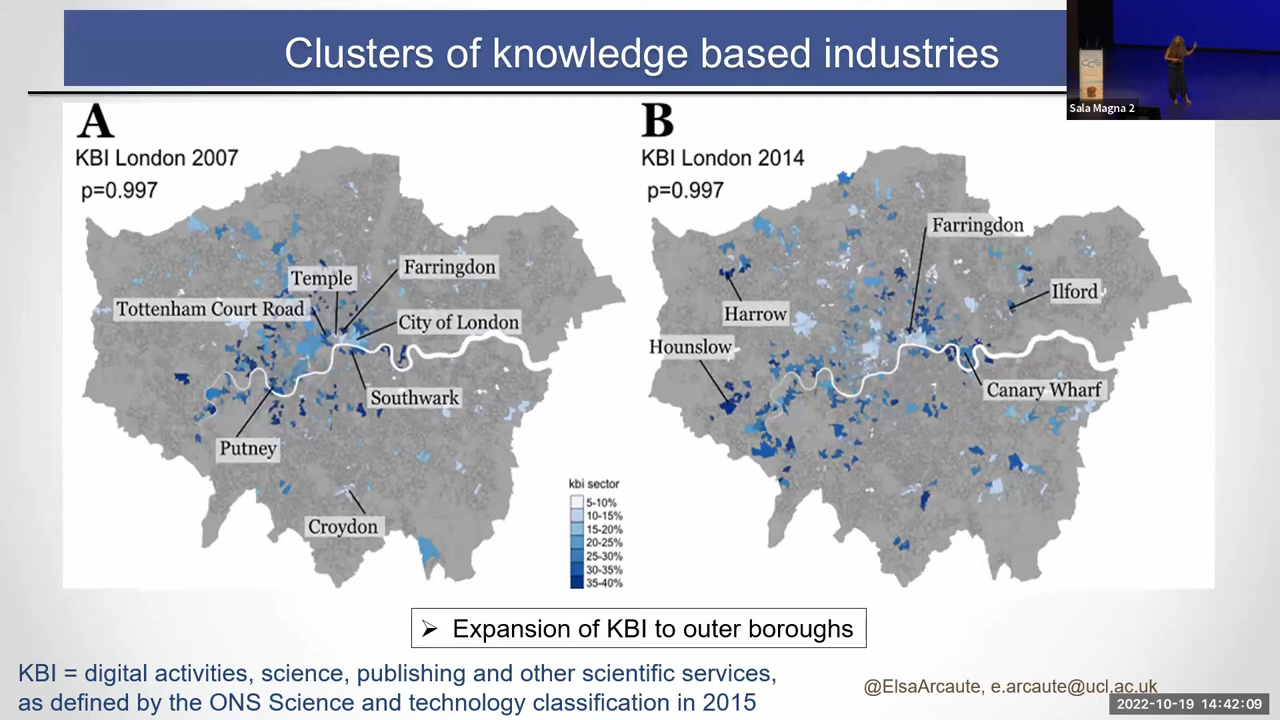 Clusters of knowledge based industries
Sala Magna 2
A
KBI London 2007
p=0.997
Temple
Farringdon
Tottenham Court Road
City of London
Southwark
Putney
Croydon
kbi sector
5-10%
10-15%
15-20%
20-25%
25-30%
30-35%
35-40%
B
KBI London 2014
p=0.997
Farringdon
Ilford
Harrow
Hounslow
Canary Wharf
➢ Expansion of KBI to outer boroughs
KBI = digital activities, science, publishing and other scientific services,
as defined by the ONS Science and technology classification in 2015
@ElsaArcaute, e.arcaute@ucl.ac.uk
2022-10-19 14:42:09